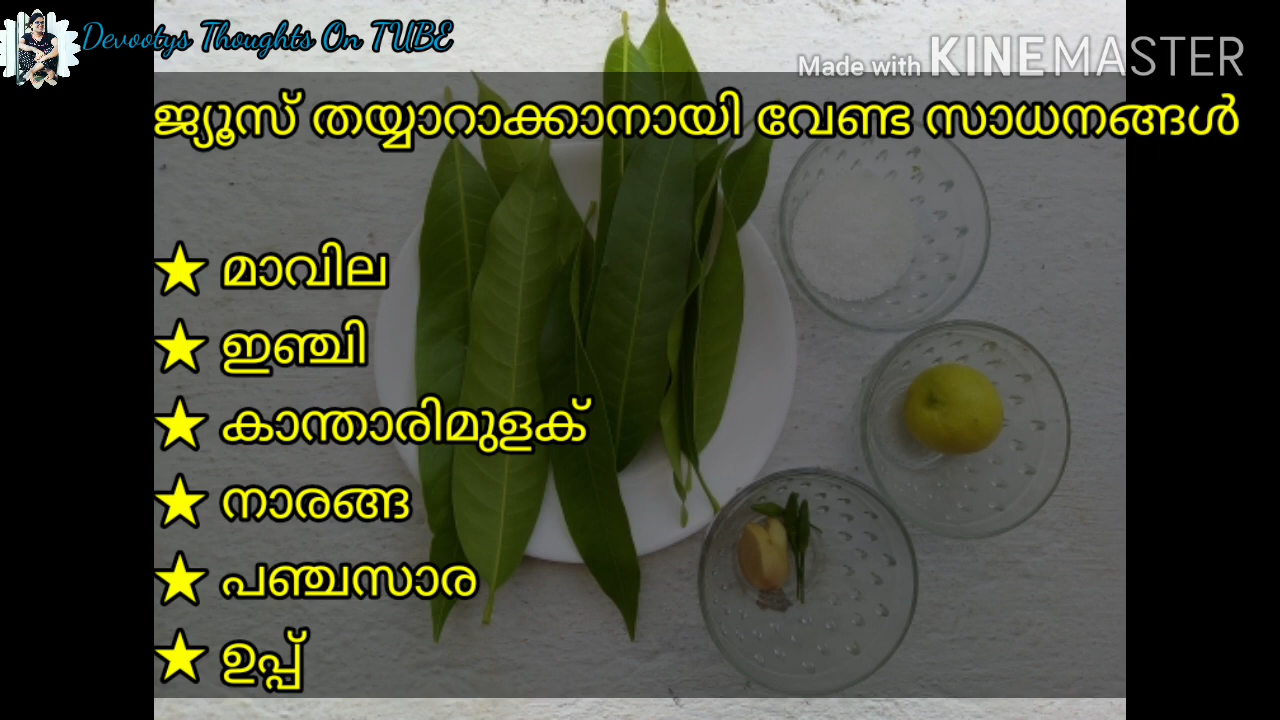 Devootys Thoughts On TUBE
Made with KINEMASTER
ജ്യൂസ് തയ്യാറാക്കാനായി വേണ്ട സാധനങ്ങൾ
★ മാവില
★ ഇഞ്ചി
★ കാന്താരിമുളക്
★ നാരങ്ങ
★ പഞ്ചസാര
★ ഉപ്പ്